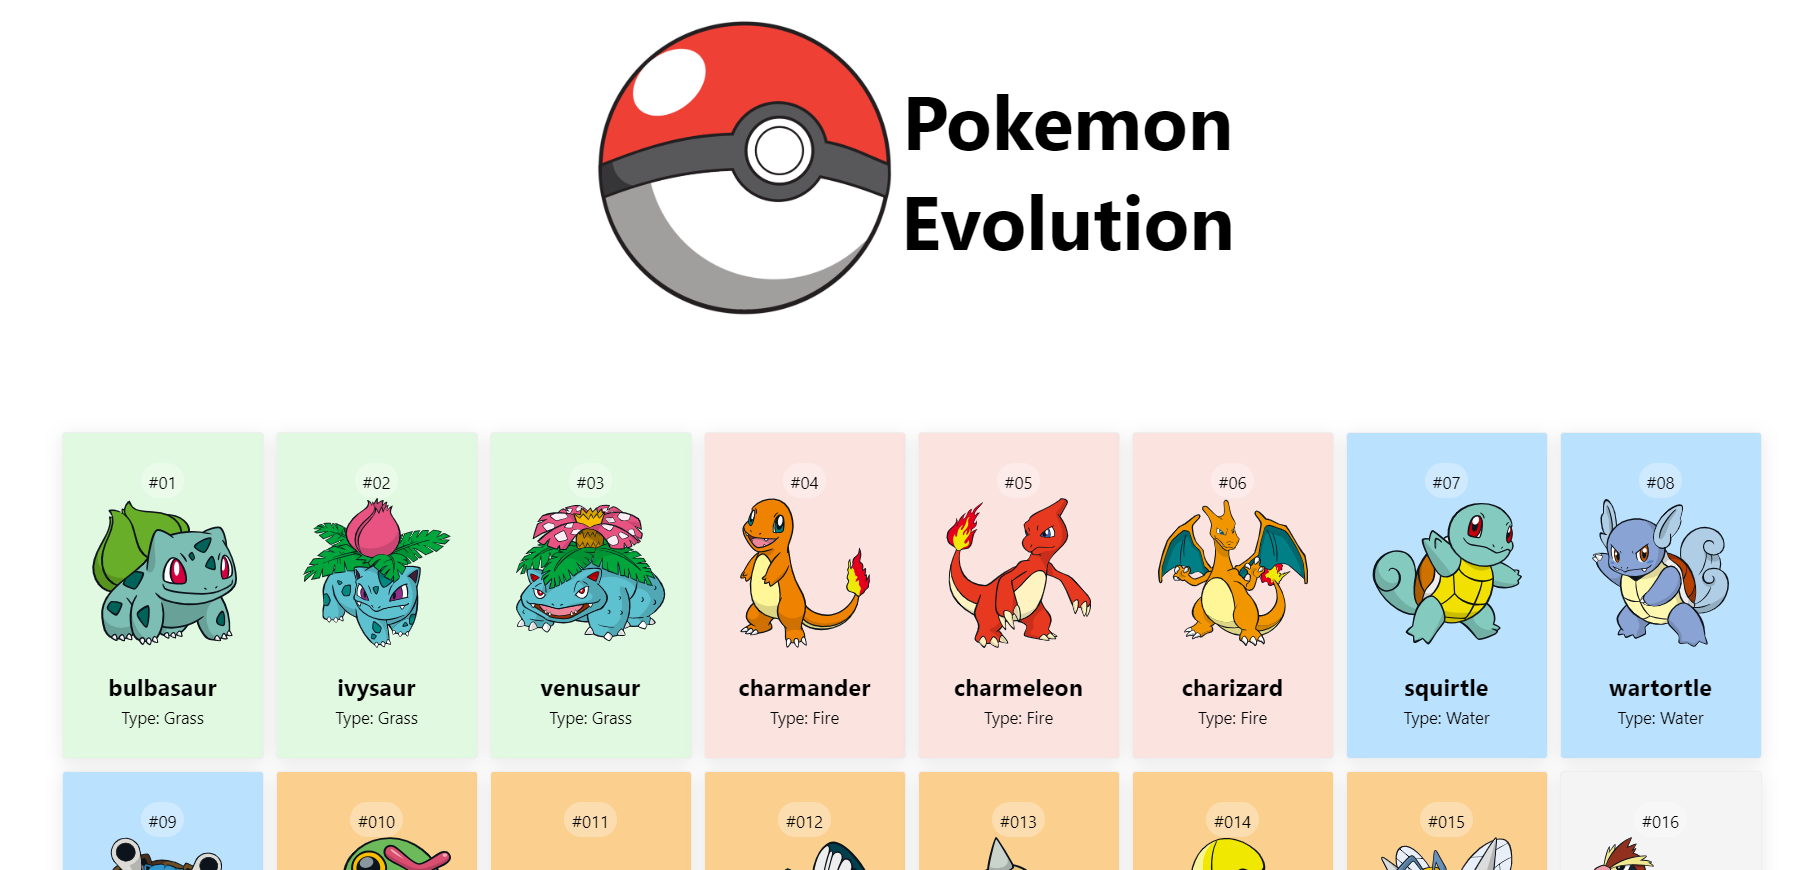 Pokemon
Evolution
#01 #02 #03 #04 #05 #06 #07 #08
bulbasaur ivysaur venusaur charmander charmeleon charizard squirtle wartortle
Type: Grass Type: Grass Type: Grass Type: Fire Type: Fire Type: Fire Type: Water Type: Water
#09 #010 #011 #012 #013 #014 #015 #016